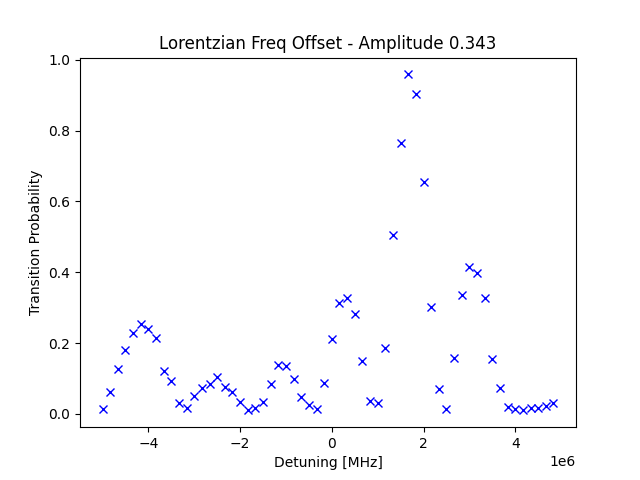 Lorentzian Freq Offset - Amplitude 0.343
1.0
0.8
0.6
0.4
0.2
0.0
Transition Probability
−4
−2
0
2
4
1e6
Detuning [MHz]